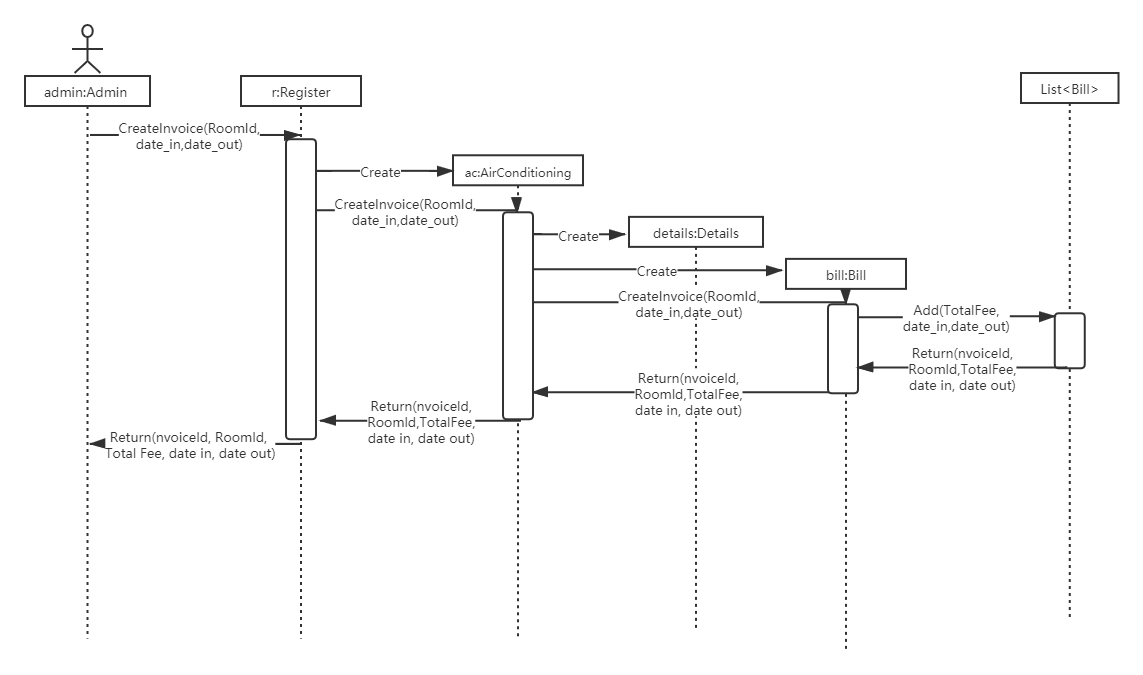 admin:Admin
r:Register
List<Bill>
CreateInvoice(RoomId,
date_in,date_out)
Create
ac:AirConditioning
CreateInvoice(RoomId,
date_in,date_out)
Create
details:Details
Create
bill:Bill
CreateInvoice(RoomId,
date_in,date_out)
Add(TotalFee,
date_in,date_out)
Return(nvoiceId,
RoomId,TotalFee,
date in, date out)
Return(nvoiceId,
RoomId,TotalFee,
date in, date out)
Return(nvoiceId,
RoomId,TotalFee,
date in, date out)
Return(nvoiceId, RoomId,
Total Fee, date in, date out)